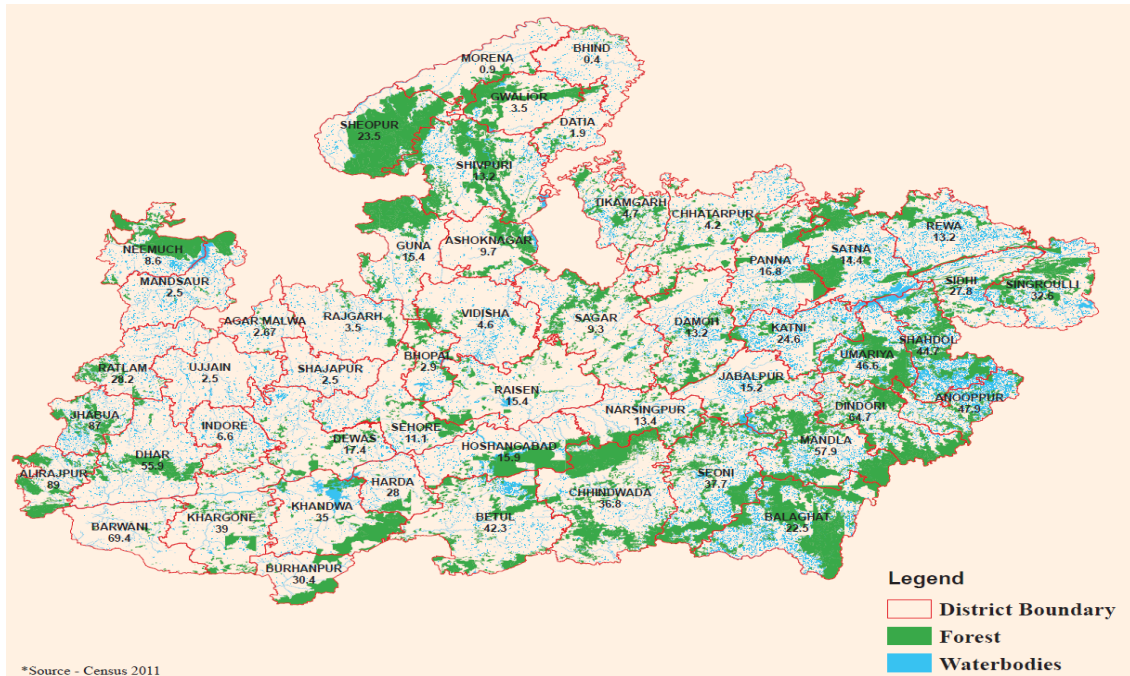 MORENA
0.9
BHIND
0.4
GWALIOR
3.5
SHEOPUR
23.5
DATIA
1.9
SHIVPURI
13.2
TIKAMGARH
4.7
CHHATARPUR
4.2
REWA
13.2
NEEMUCH
8.6
GUNA
15.4
ASHOKNAGAR
9.7
PANNA
16.8
SATNA
14.4
MANDSAUR
2.5
SIDHI
27.8
SINGROULLI
32.6
AGAR MALWA
2.67
RAJGARH
3.5
VIDISHA
4.6
SAGAR
9.3
DAMOH
13.2
KATNI
24.6
SHAHDOL
44.7
UMARIYA
46.6
RATLAM
28.2
UJJAIN
2.5
SHAJAPUR
2.5
BHOPAL
2.9
RAISEN
15.4
JABALPUR
15.2
ANOOPPUR
47.9
JHABUA
87
INDORE
6.6
DEWAS
17.4
SEHORE
11.1
NARSINGPUR
13.4
DINDORI
64.7
HOSHANGABAD
15.9
MANDLA
57.9
ALIRAJPUR
89
DHAR
55.9
HARDA
28
SEONI
37.7
KHANDWA
35
CHHINDWADA
36.8
BARWANI
69.4
KHARGONE
39
BETUL
42.3
BALAGHAT
22.5
BURHANPUR
30.4
Legend
District Boundary
Forest
Waterbodies
*Source - Census 2011